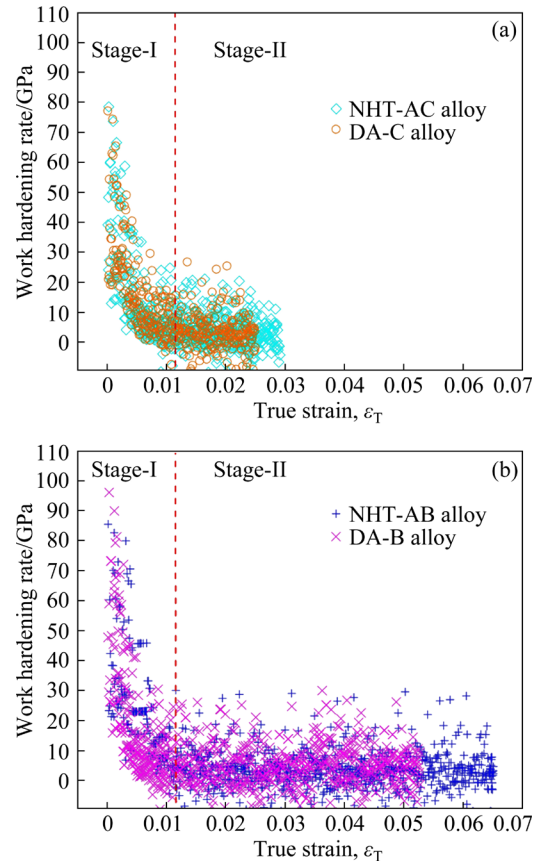 (a)
Stage-I
Stage-II
NHT-AC alloy
DA-C alloy
Work hardening rate/GPa
110
100
90
80
70
60
50
40
30
20
10
0
0 0.01 0.02 0.03 0.04 0.05 0.06 0.07
True strain, εT
(b)
Stage-I
Stage-II
NHT-AB alloy
DA-B alloy
Work hardening rate/GPa
110
100
90
80
70
60
50
40
30
20
10
0
0 0.01 0.02 0.03 0.04 0.05 0.06 0.07
True strain, εT